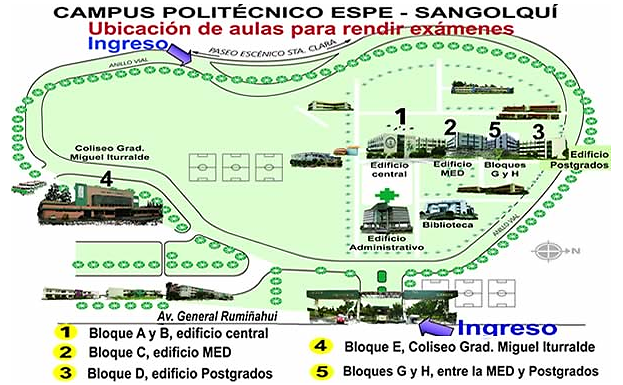 CAMPUS POLITÉCNICO ESPE - SANGOLQUÍ
Ubicación de aulas para rendir exámenes
Ingreso
PASEO ESCÉNICO STA. CLARA
ANILLO VIAL
1
2
5
3
Edificio
central
Edificio
MED
Bloques
G y H
Edificio
Postgrados
Coliseo Grad.
Miguel Iturralde
4
Biblioteca
Edificio
Administrativo
ANILLO VIAL
N
Av. General Rumiñahui
Ingreso
1 Bloque A y B, edificio central
2 Bloque C, edificio MED
3 Bloque D, edificio Postgrados
4 Bloque E, Coliseo Grad. Miguel Iturralde
5 Bloques G y H, entre la MED y Postgrados